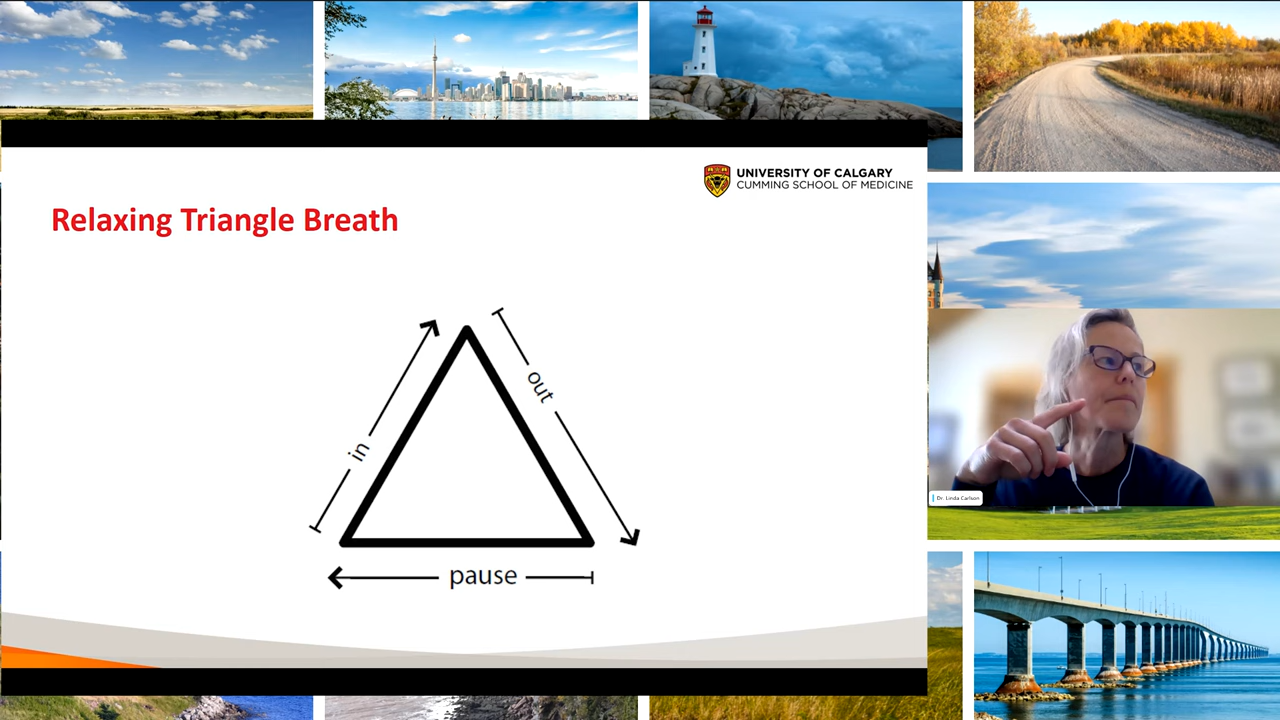 UNIVERSITY OF CALGARY
CUMMING SCHOOL OF MEDICINE
Relaxing Triangle Breath
in
out
pause
Dr. Linda Carlson